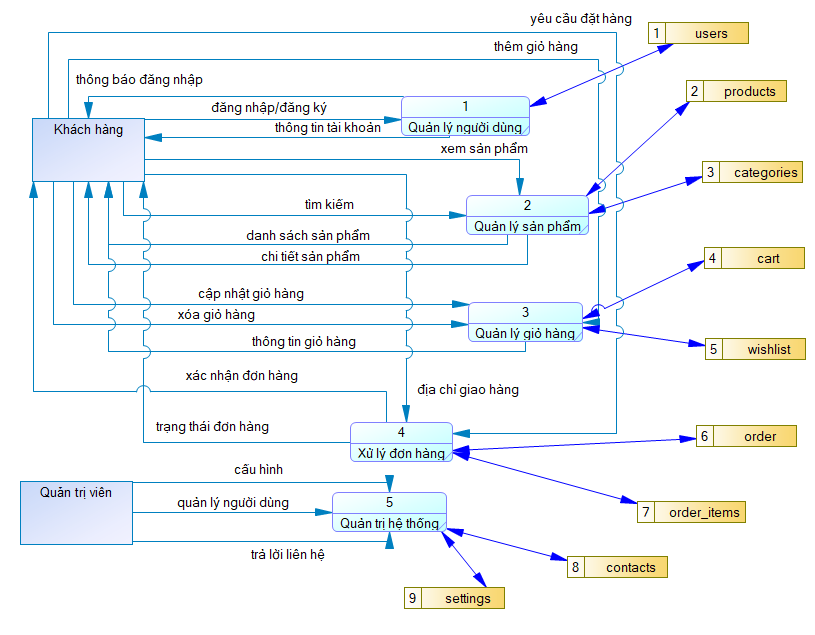 yêu cầu đặt hàng
1 users
thêm giỏ hàng
thông báo đăng nhập
2 products
đăng nhập/đăng ký
1
Quản lý người dùng
Khách hàng
thông tin tài khoản
xem sản phẩm
3 categories
tìm kiếm
2
Quản lý sản phẩm
danh sách sản phẩm
chi tiết sản phẩm
4 cart
cập nhật giỏ hàng
xóa giỏ hàng
3
Quản lý giỏ hàng
thông tin giỏ hàng
5 wishlist
xác nhận đơn hàng
địa chỉ giao hàng
trạng thái đơn hàng
4
Xử lý đơn hàng
6 order
cấu hình
Quản trị viên
quản lý người dùng
5
Quản trị hệ thống
7 order_items
trả lời liên hệ
8 contacts
9 settings